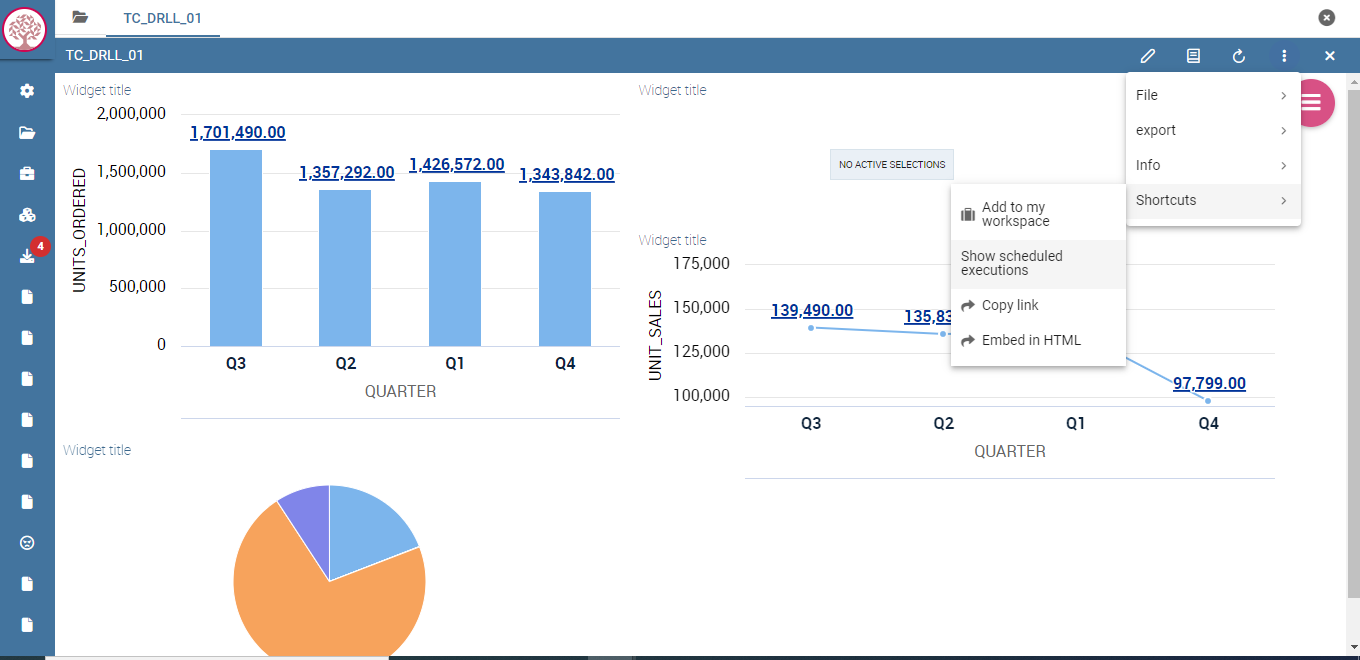 TC_DRLL_01
TC_DRLL_01
4
Widget title
2,000,000
1,500,000
1,000,000
500,000
0
UNITS_ORDERED
1,701,490.00
1,357,292.00
1,426,572.00
1,343,842.00
Q3
Q2
Q1
Q4
QUARTER
Widget title
NO ACTIVE SELECTIONS
File
export
Info
Shortcuts
Add to my
workspace
Show scheduled
executions
Copy link
Embed in HTML
Widget title
175,000
150,000
125,000
100,000
UNIT_SALES
139,490.00
135,83
97,799.00
Q3
Q2
Q1
Q4
QUARTER
Widget title